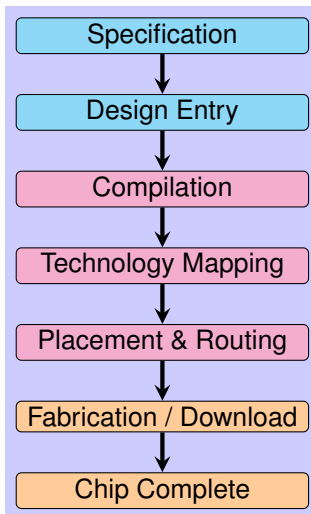 Specification
Design Entry
Compilation
Technology Mapping
Placement & Routing
Fabrication / Download
Chip Complete